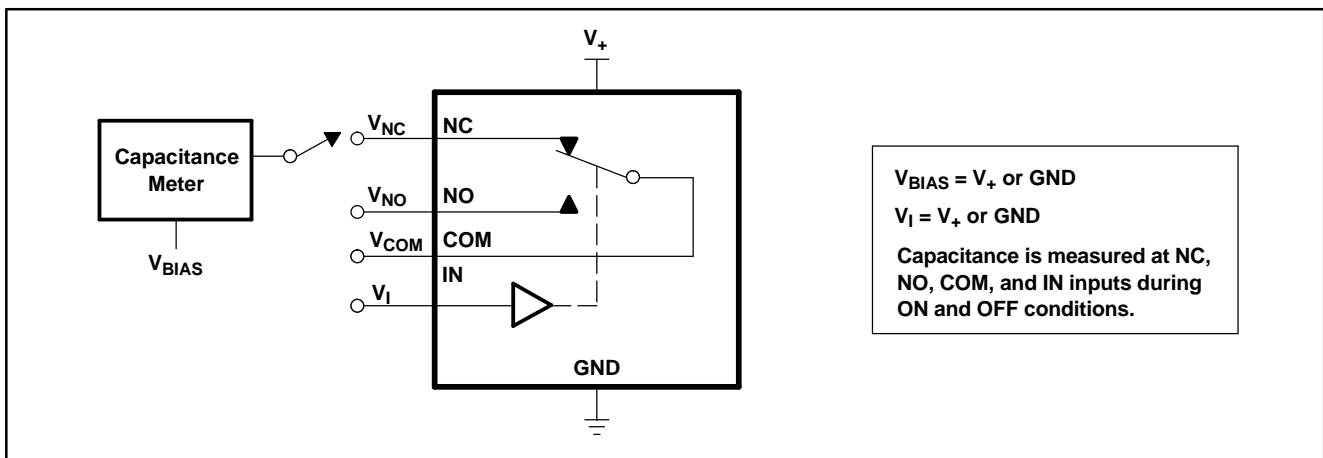 V+
Capacitance
Meter
VBIAS
VNC
NC
VNO
NO
VCOM
COM
IN
VI
GND
VBIAS = V+ or GND
VI = V+ or GND
Capacitance is measured at NC,
NO, COM, and IN inputs during
ON and OFF conditions.